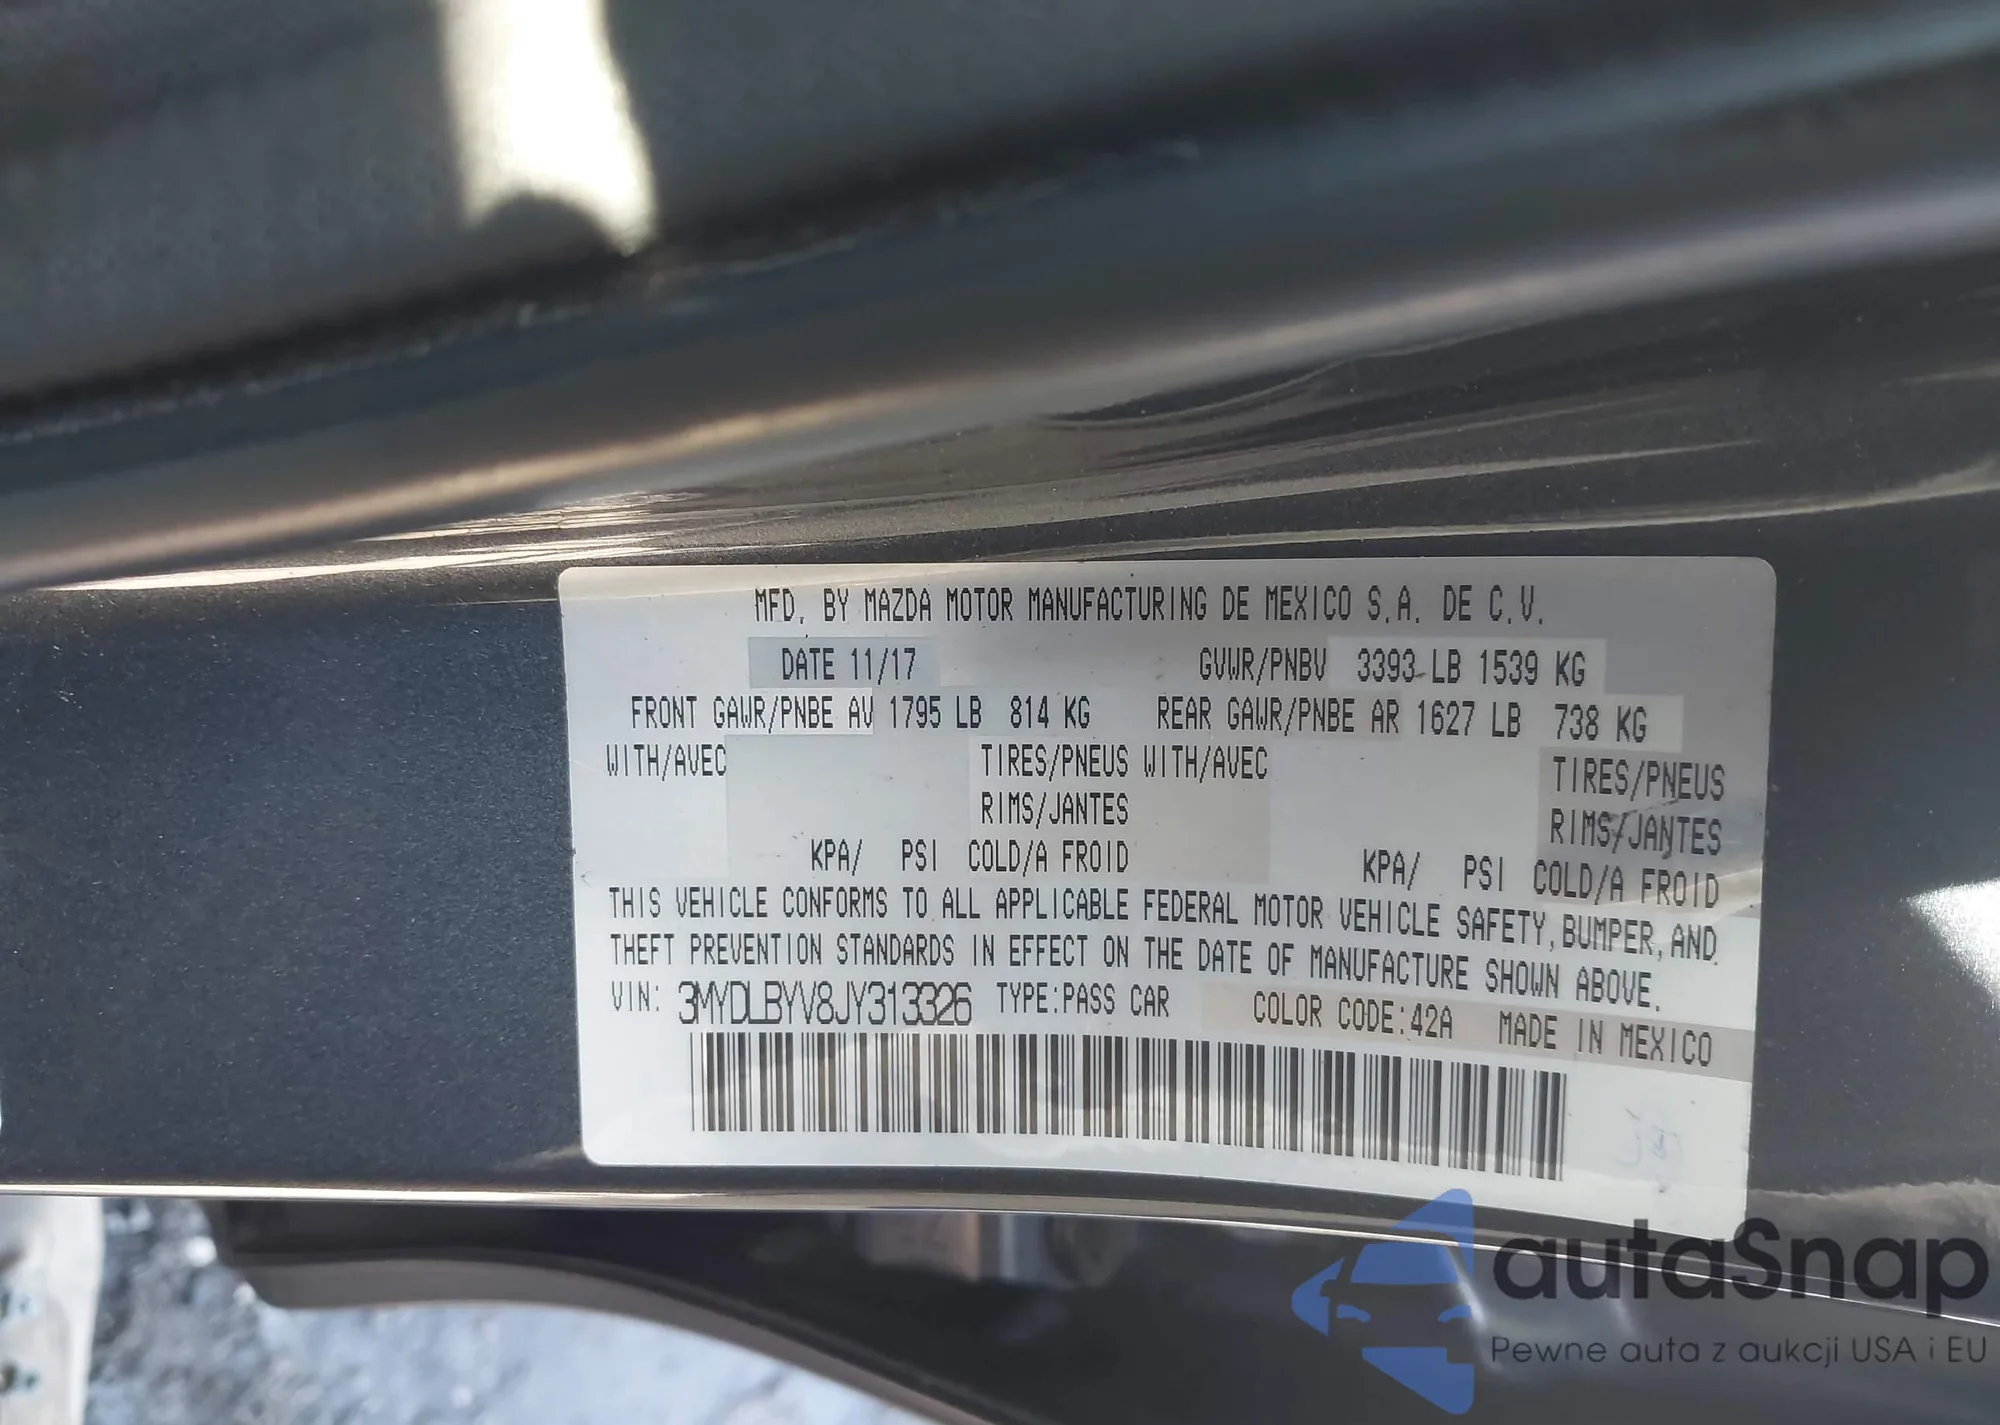 MFD. BY MAZDA MOTOR MANUFACTURING DE MEXICO S.A. DE C.V.
DATE 11/17 GVWR/PNBV 3393 LB 1539 KG
FRONT GAWR/PNBE AV 1795 LB 814 KG REAR GAWR/PNBE AR 1627 LB 738 KG
WITH/AVEC TIRES/PNEUS WITH/AVEC TIRES/PNEUS
RIMS/JANTES RIMS/JANTES
KPA/ PSI COLD/A FROID KPA/ PSI COLD/A FROID
THIS VEHICLE CONFORMS TO ALL APPLICABLE FEDERAL MOTOR VEHICLE SAFETY, BUMPER, AND
THEFT PREVENTION STANDARDS IN EFFECT ON THE DATE OF MANUFACTURE SHOWN ABOVE.
VIN: 3MYDLBYV8JY313326 TYPE:PASS CAR COLOR CODE:42A MADE IN MEXICO
autaSnap
Pewne auta z aukcji USA i EU